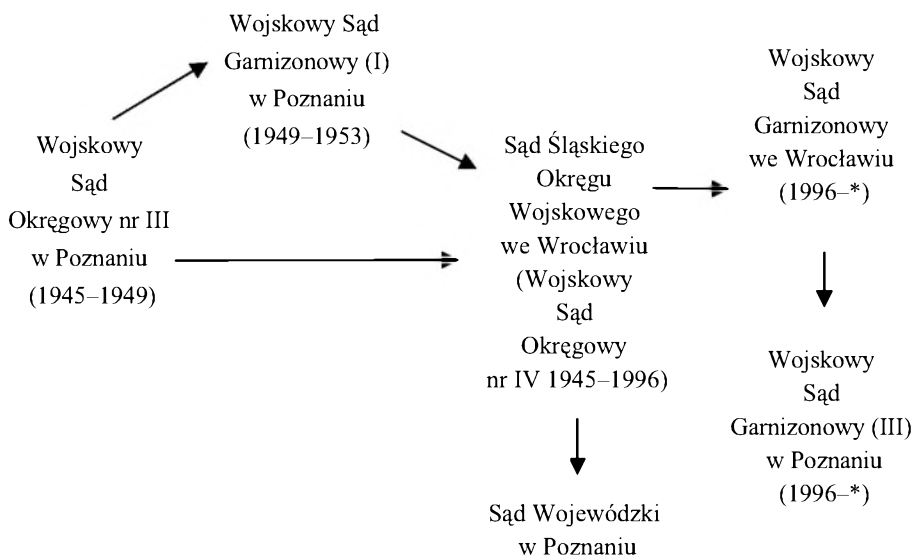 Wojskowy Sąd
Garnizonowy (I)
w Poznaniu
(1949–1953)
Wojskowy
Sąd
Okręgowy nr III
w Poznaniu
(1945–1949)
Sąd Śląskiego
Okręgu
Wojskowego
we Wrocławiu
(Wojskowy
Sąd
Okręgowy
nr IV 1945–1996)
Wojskowy
Sąd
Garnizonowy
we Wrocławiu
(1996–*)
Wojskowy
Sąd
Garnizonowy (III)
w Poznaniu
(1996–*)
Sąd Wojewódzki
w Poznaniu